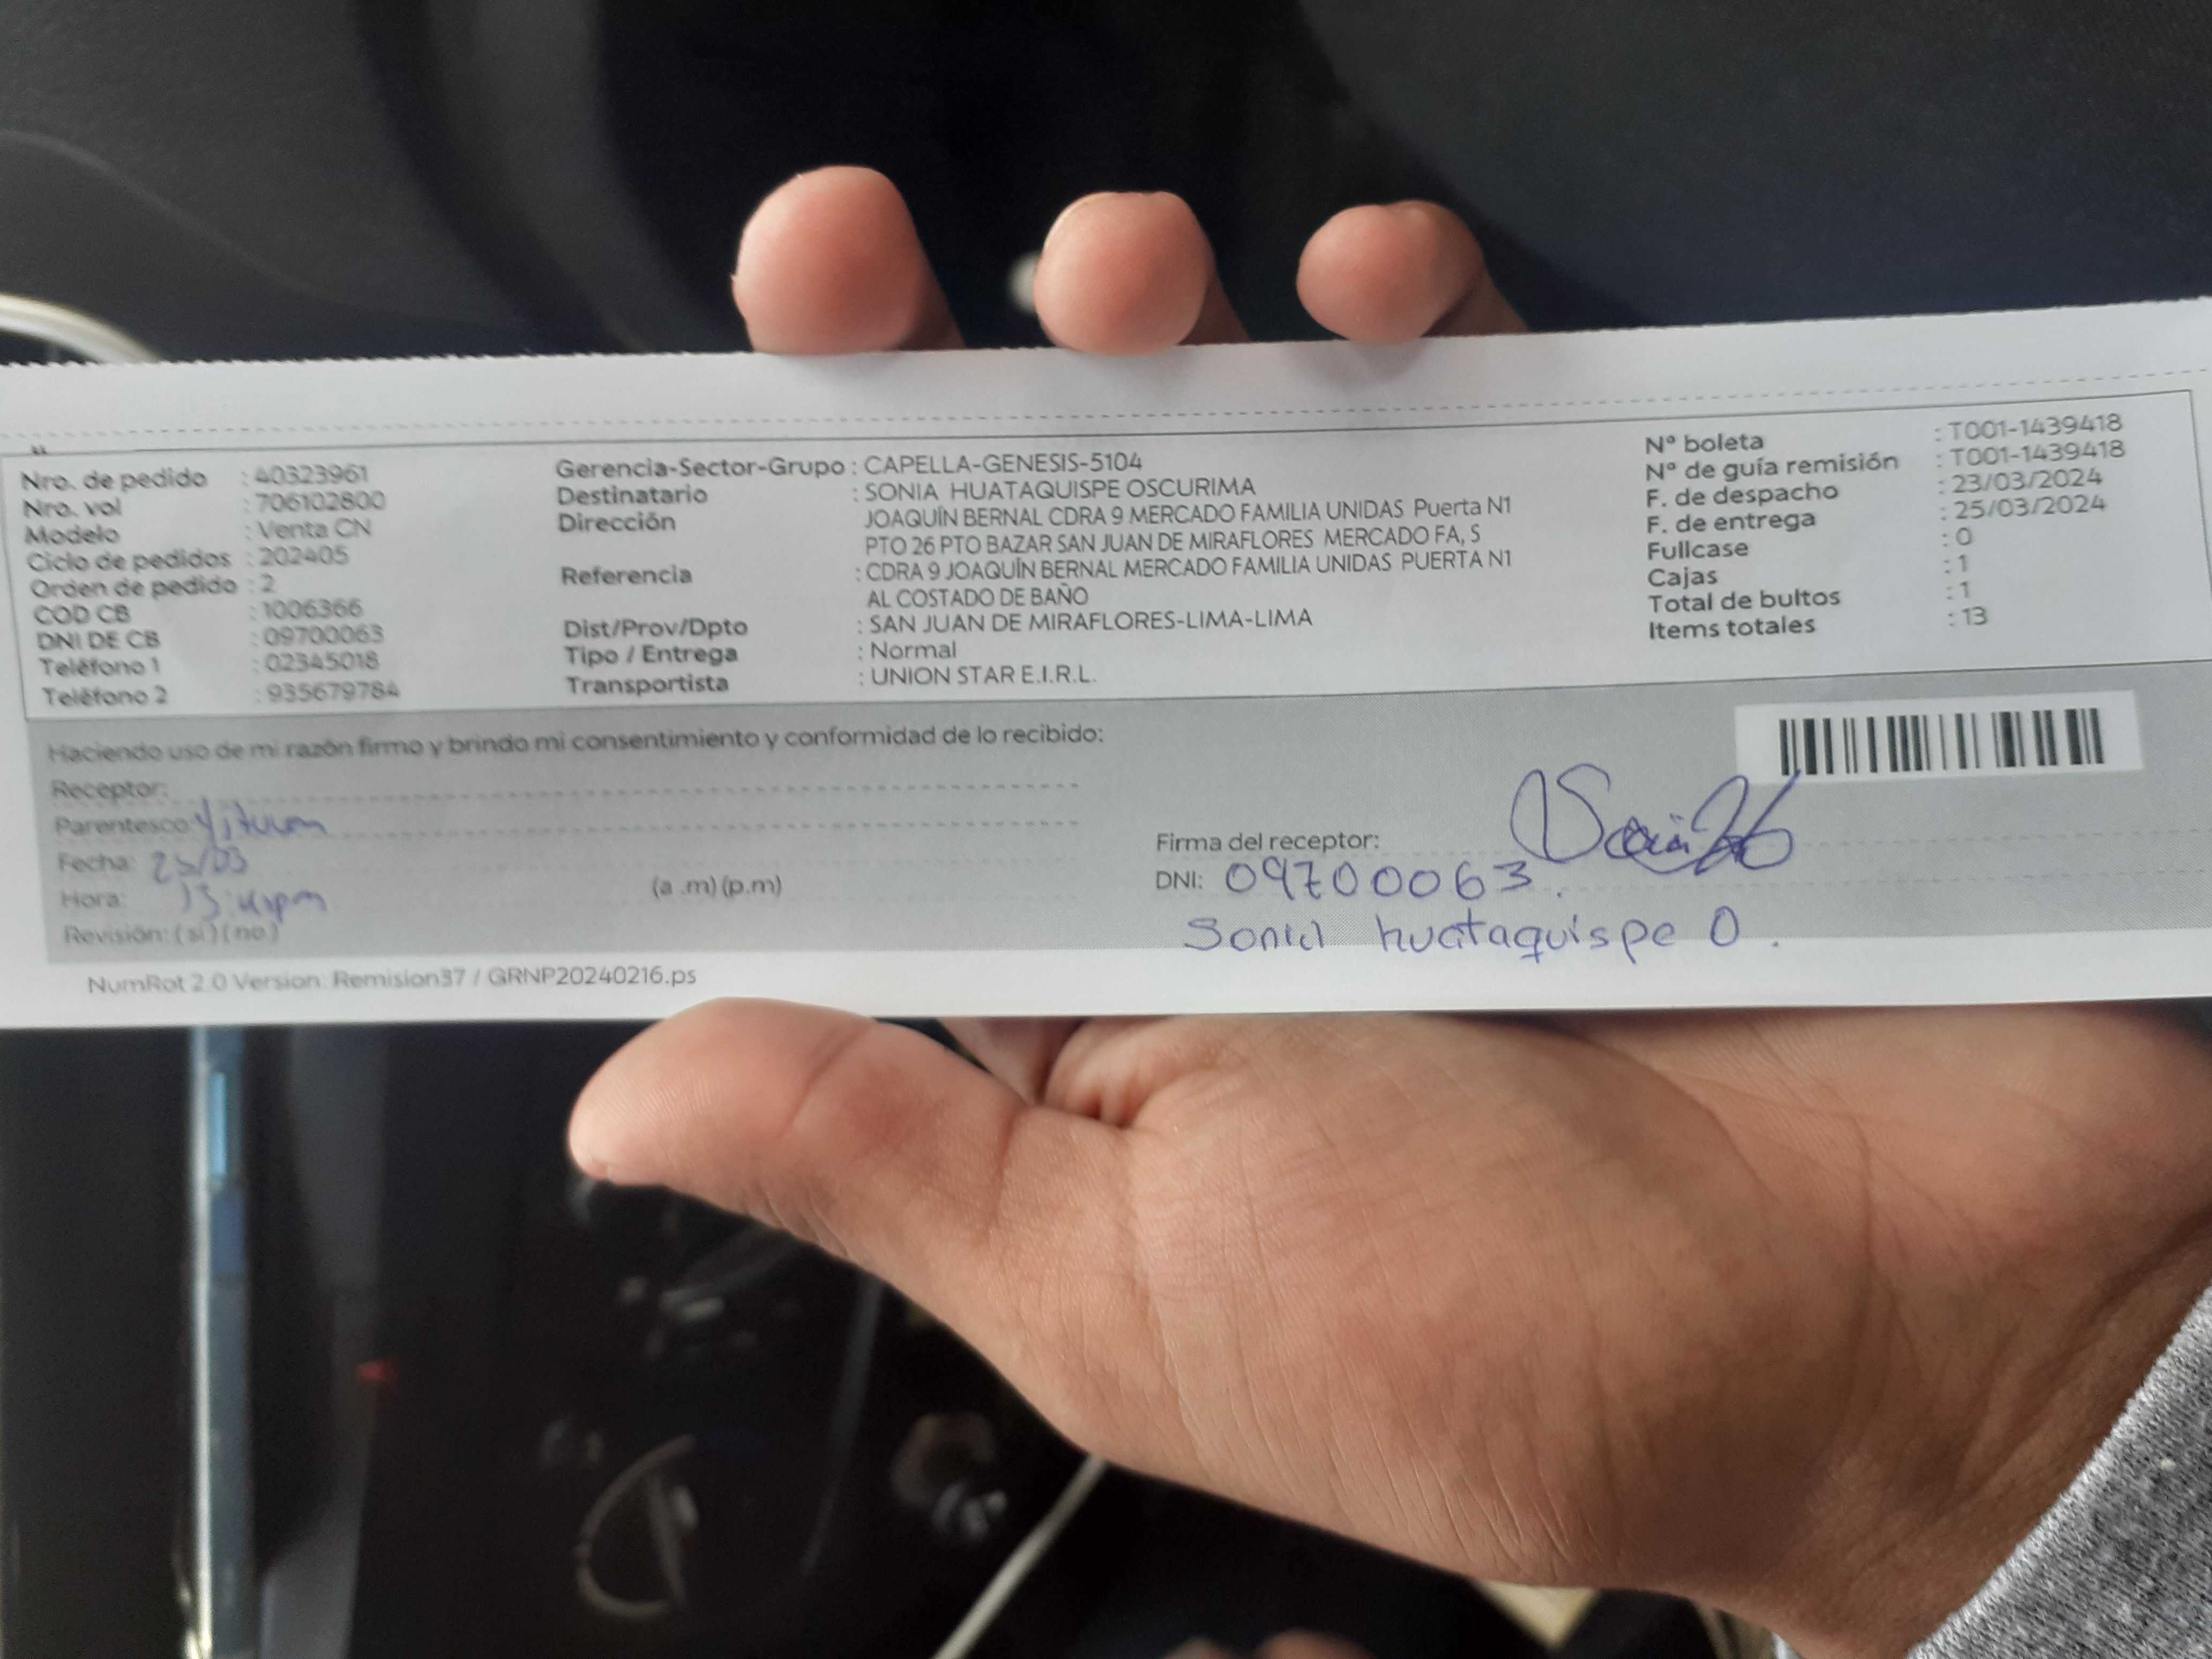 Nro. de pedido : 40323961
Nro. vol : 706102800
Modelo : Venta CN
Ciclo de pedidos : 202405
Orden de pedido : 2
COD CB : 1006366
DNI DE CB : 09700063
Teléfono 1 : 02345018
Teléfono 2 : 935679784
Gerencia-Sector-Grupo : CAPELLA-GENESIS-5104
Destinatario : SONIA HUATAQUISPE OSCURIMA
Dirección JOAQUÍN BERNAL CDRA 9 MERCADO FAMILIA UNIDAS Puerta N1
PTO 26 PTO BAZAR SAN JUAN DE MIRAFLORES MERCADO FA, S
Referencia : CDRA 9 JOAQUÍN BERNAL MERCADO FAMILIA UNIDAS PUERTA N1
AL COSTADO DE BAÑO
Dist/Prov/Dpto : SAN JUAN DE MIRAFLORES-LIMA-LIMA
Tipo / Entrega : Normal
Transportista : UNION STAR E.I.R.L.
N° boleta : T001-1439418
N° de guía remisión : T001-1439418
F. de despacho : 23/03/2024
F. de entrega : 25/03/2024
Fullcase : 0
Cajas : 1
Total de bultos : 1
Items totales : 13
Haciendo uso de mi razón firmo y brindo mi consentimiento y conformidad de lo recibido:
Receptor:
Parentesco
Fecha: 25/03
Hora: (a .m) (p.m)
Revisión: ( si ) ( no )
Firma del receptor:
DNI: 09700063.
Sonia huataquispe O.
NumRot 2.0 Version: Remision37 / GRNP20240216.ps